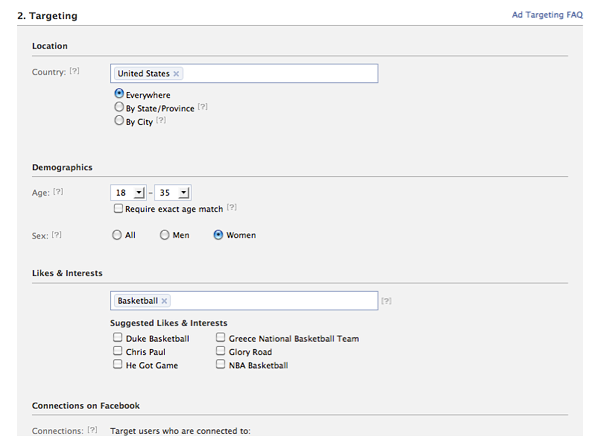 2. Targeting Ad Targeting FAQ
Location
Country: [?] United States ×
Everywhere
By State/Province [?]
By City [?]
Demographics
Age: [?] 18 – 35
Require exact age match [?]
Sex: [?] All Men Women
Likes & Interests
Basketball × [?]
Suggested Likes & Interests
Duke Basketball Greece National Basketball Team
Chris Paul Glory Road
He Got Game NBA Basketball
Connections on Facebook
Connections: [?] Target users who are connected to: